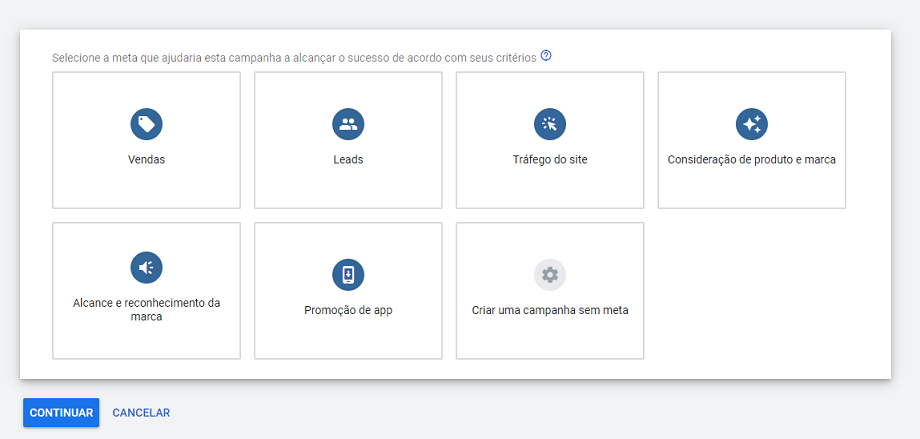 Selecione a meta que ajudaria esta campanha a alcançar o sucesso de acordo com seus critérios
Vendas
Leads
Tráfego do site
Consideração de produto e marca
Alcance e reconhecimento da
marca
Promoção de app
Criar uma campanha sem meta
CONTINUAR
CANCELAR